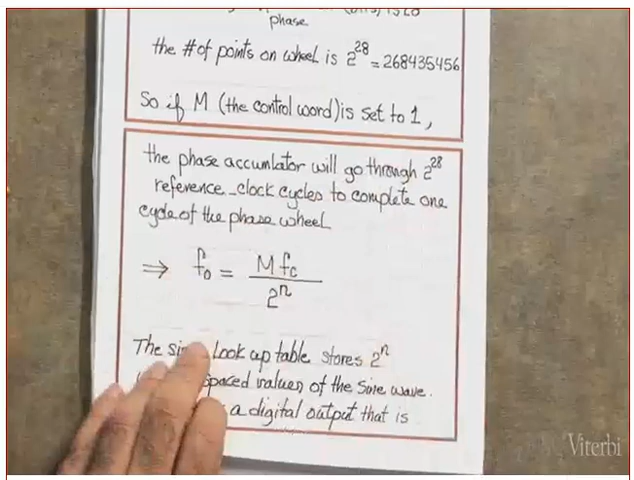 phase
the # of points on wheel is 2^28 = 268435456
So if M (the control word) is set to 1,
the phase accumlator will go through 2^28
reference-clock cycles to complete one
cycle of the phase wheel
⇒ f₀ = M fc / 2^n
The sine Look up table stores 2^n
spaced values of the sine wave.
a digital output that is
Viterbi